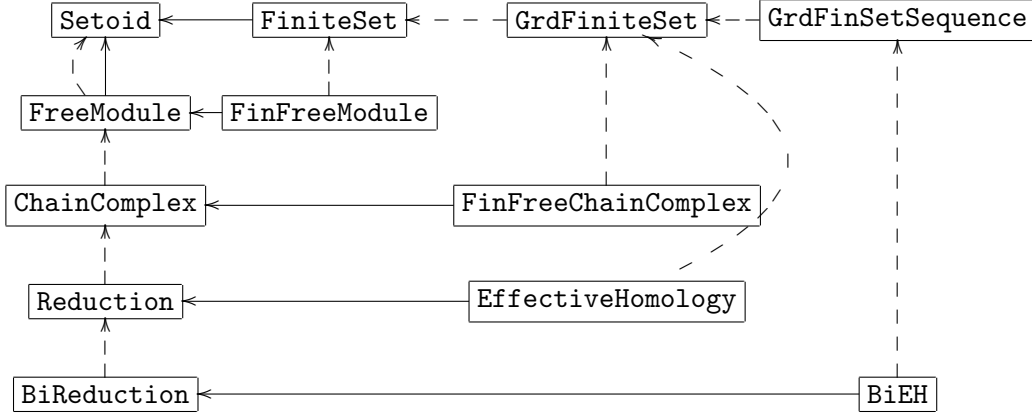 Setoid
FiniteSet
GrdFiniteSet
GrdFinSetSequence
FreeModule
FinFreeModule
ChainComplex
FinFreeChainComplex
Reduction
EffectiveHomology
BiReduction
BiEH